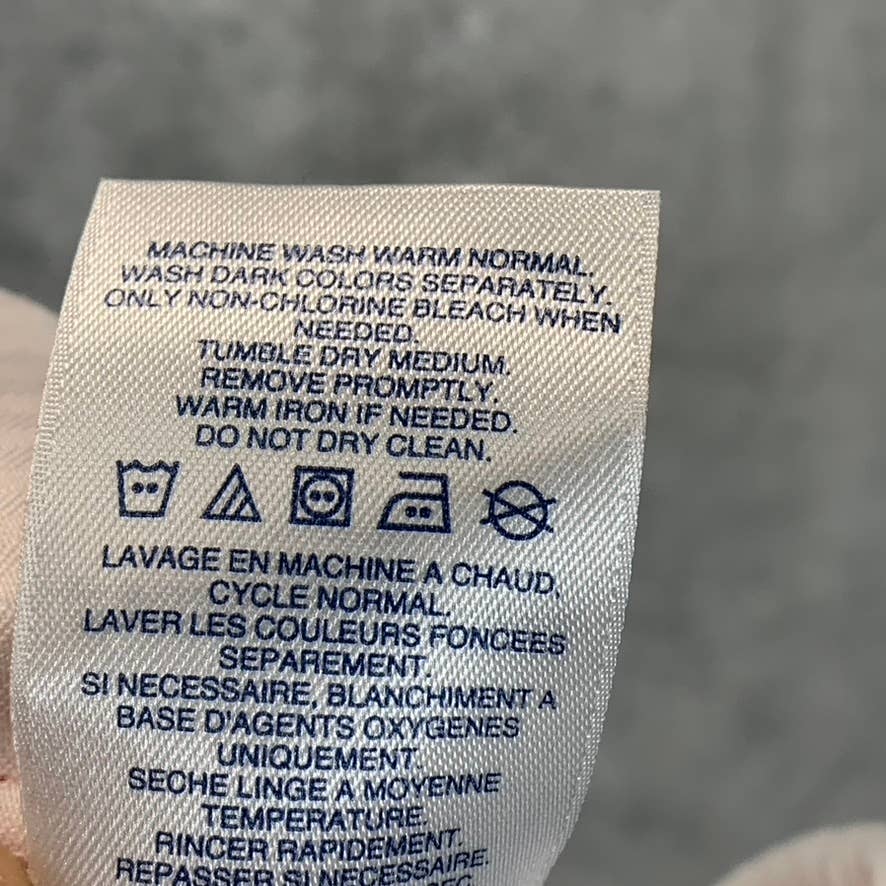 MACHINE WASH WARM NORMAL.
WASH DARK COLORS SEPARATELY.
ONLY NON-CHLORINE BLEACH WHEN
NEEDED.
TUMBLE DRY MEDIUM.
REMOVE PROMPTLY.
WARM IRON IF NEEDED.
DO NOT DRY CLEAN.
LAVAGE EN MACHINE A CHAUD,
CYCLE NORMAL.
LAVER LES COULEURS FONCEES
SEPAREMENT.
SI NECESSAIRE, BLANCHIMENT A
BASE D'AGENTS OXYGENES
UNIQUEMENT.
SECHE LINGE A MOYENNE
TEMPERATURE.
RINCER RAPIDEMENT.
REPASSER SI NECESSAIRE.
SEC